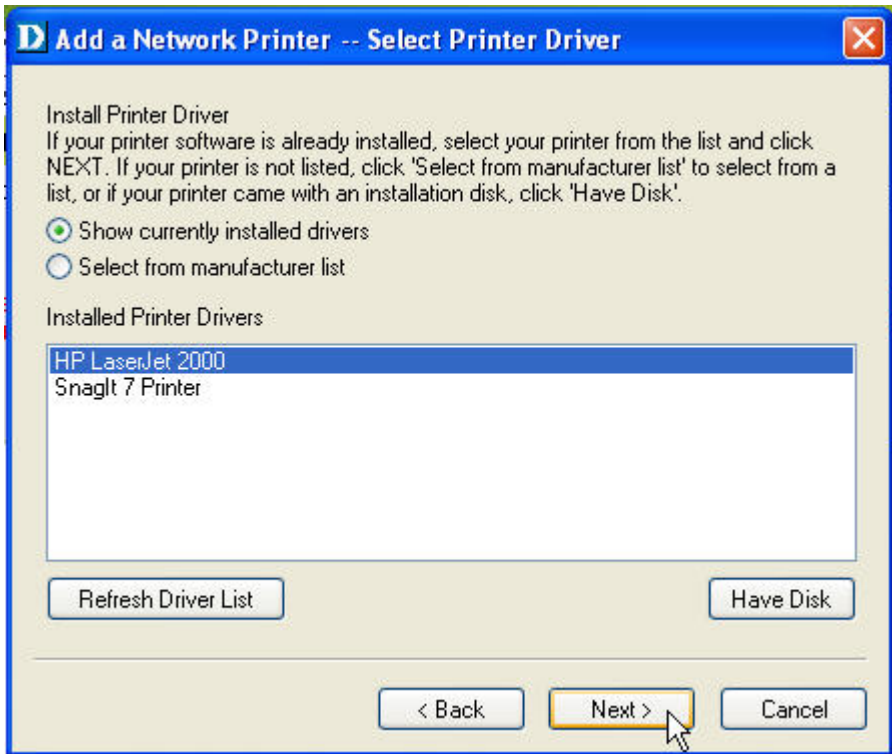 D Add a Network Printer -- Select Printer Driver
Install Printer Driver
If your printer software is already installed, select your printer from the list and click
NEXT. If your printer is not listed, click 'Select from manufacturer list' to select from a
list, or if your printer came with an installation disk, click 'Have Disk'.
Show currently installed drivers
Select from manufacturer list
Installed Printer Drivers
HP LaserJet 2000
SnagIt 7 Printer
Refresh Driver List
Have Disk
< Back
Next >
Cancel